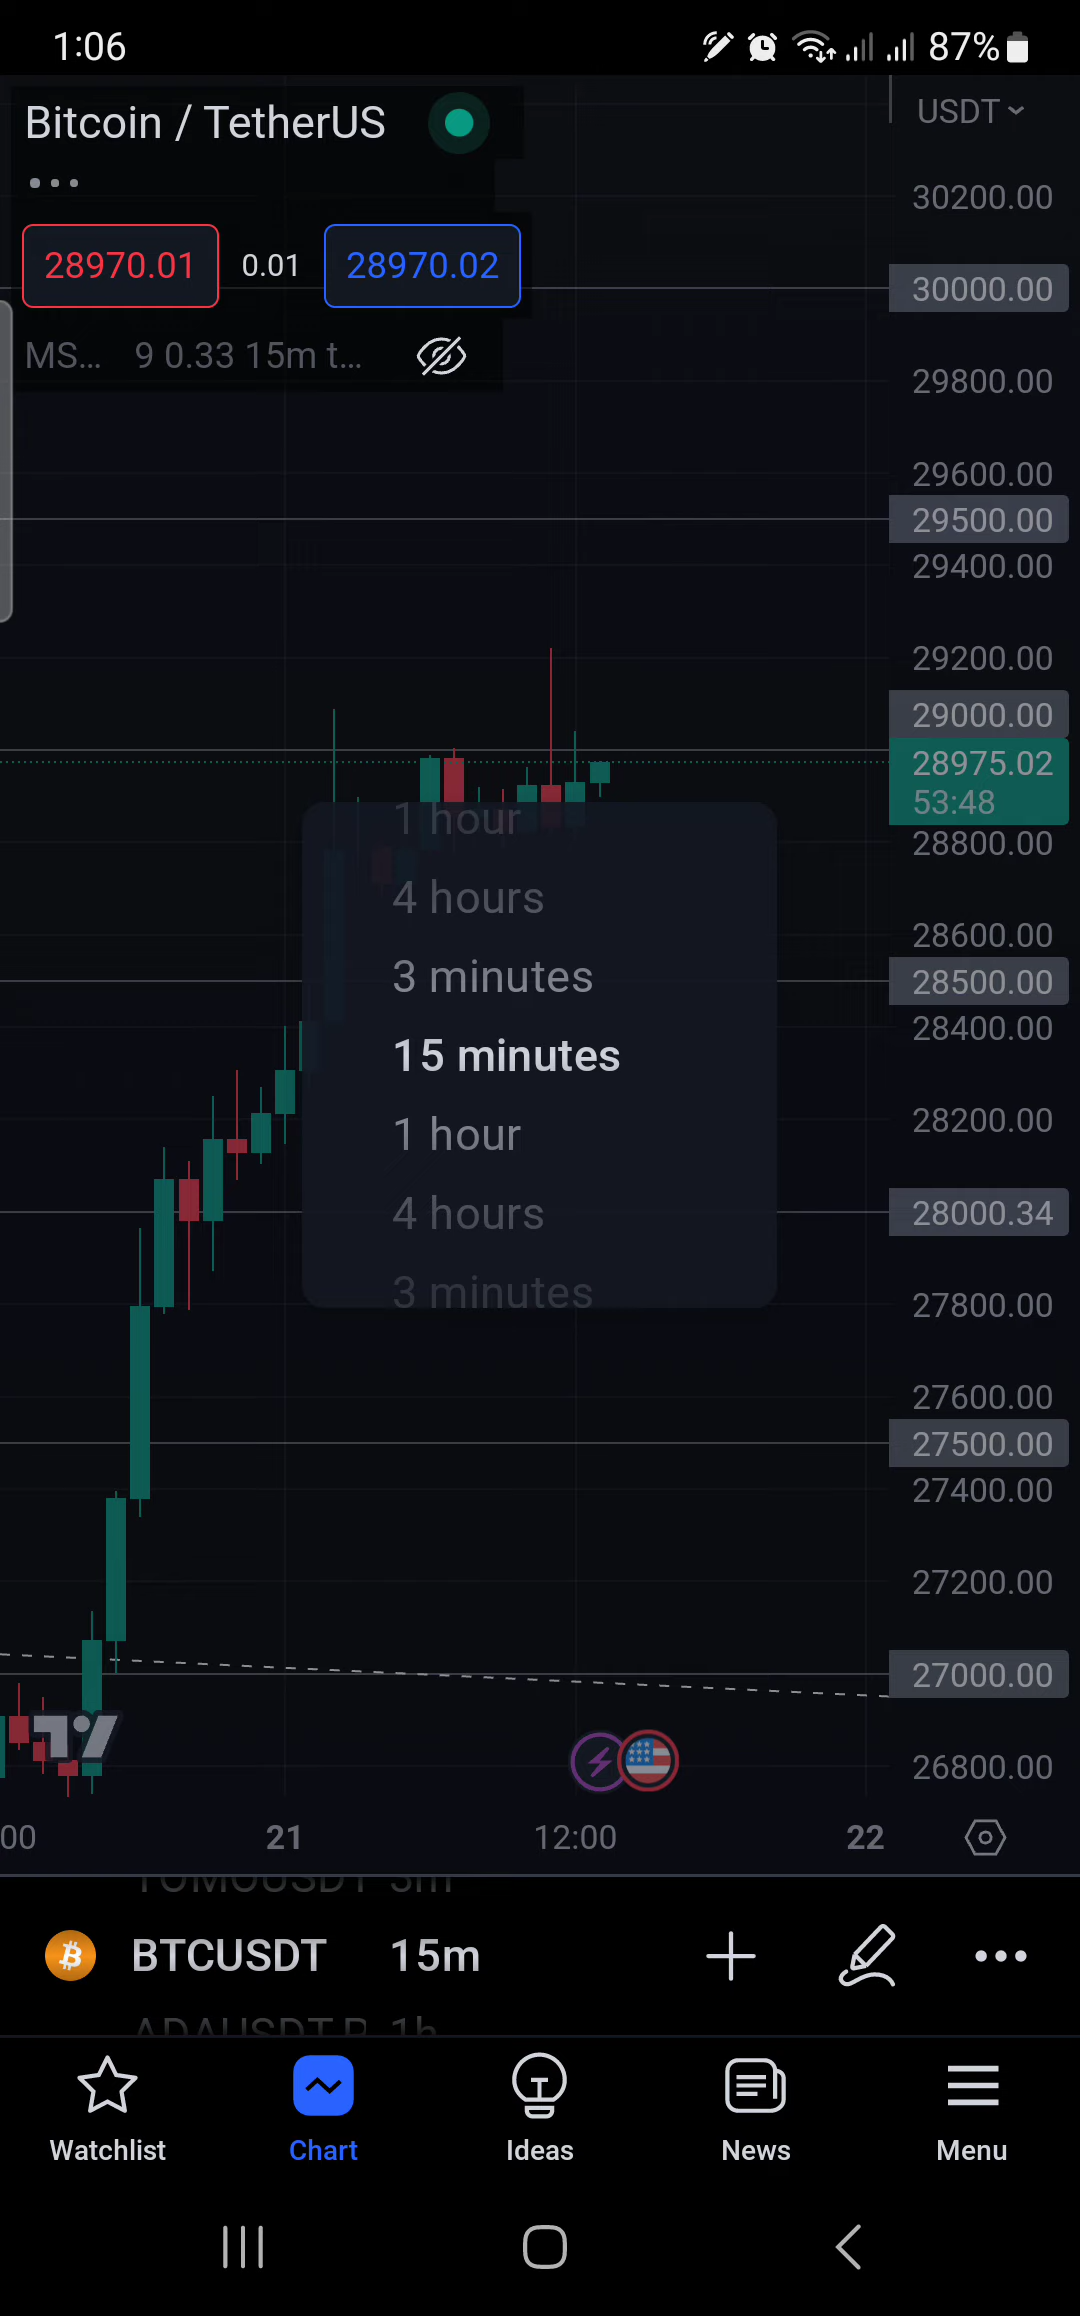 1:06
87%
Bitcoin / TetherUS
USDT
28970.01
0.01
28970.02
MS... 9 0.33 15m t...
30200.00
30000.00
29800.00
29600.00
29500.00
29400.00
29200.00
29000.00
28975.02
53:48
28800.00
28600.00
28500.00
28400.00
28200.00
28000.34
27800.00
27600.00
27500.00
27400.00
27200.00
27000.00
26800.00
1 hour
4 hours
3 minutes
15 minutes
1 hour
4 hours
3 minutes
00
21
12:00
22
TOMOUSDT 3m
BTCUSDT 15m
ADAUSDT.P 1h
Watchlist
Chart
Ideas
News
Menu